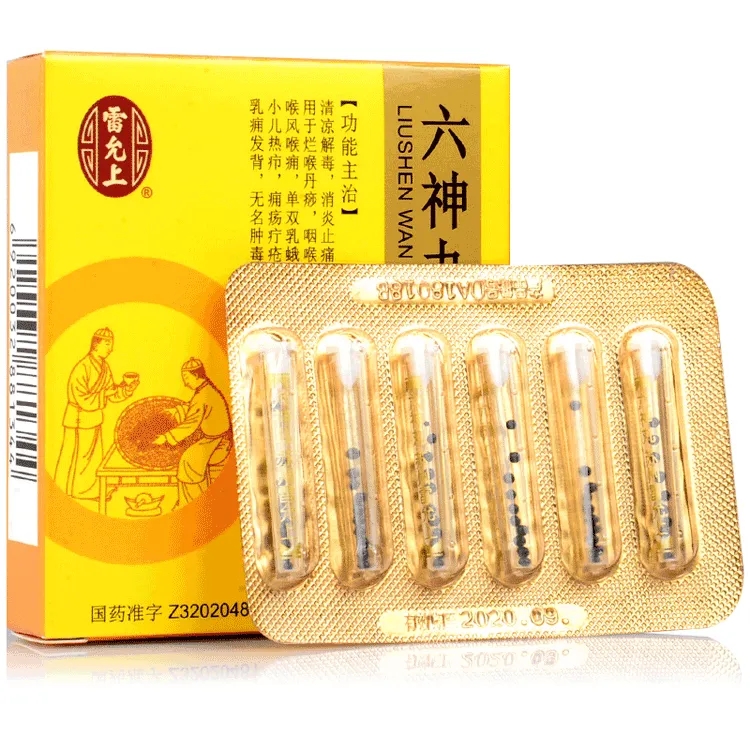 雷允上
®
【功能主治】
清凉解毒，消炎止痛
用于烂喉丹痧，咽喉
喉风喉痈，单双乳蛾
小儿热疖，痈疡疔疮
乳痈发背，无名肿毒
六神丸
LIUSHEN WAN
6920032881344
国药准字 Z3202048
2020.09.